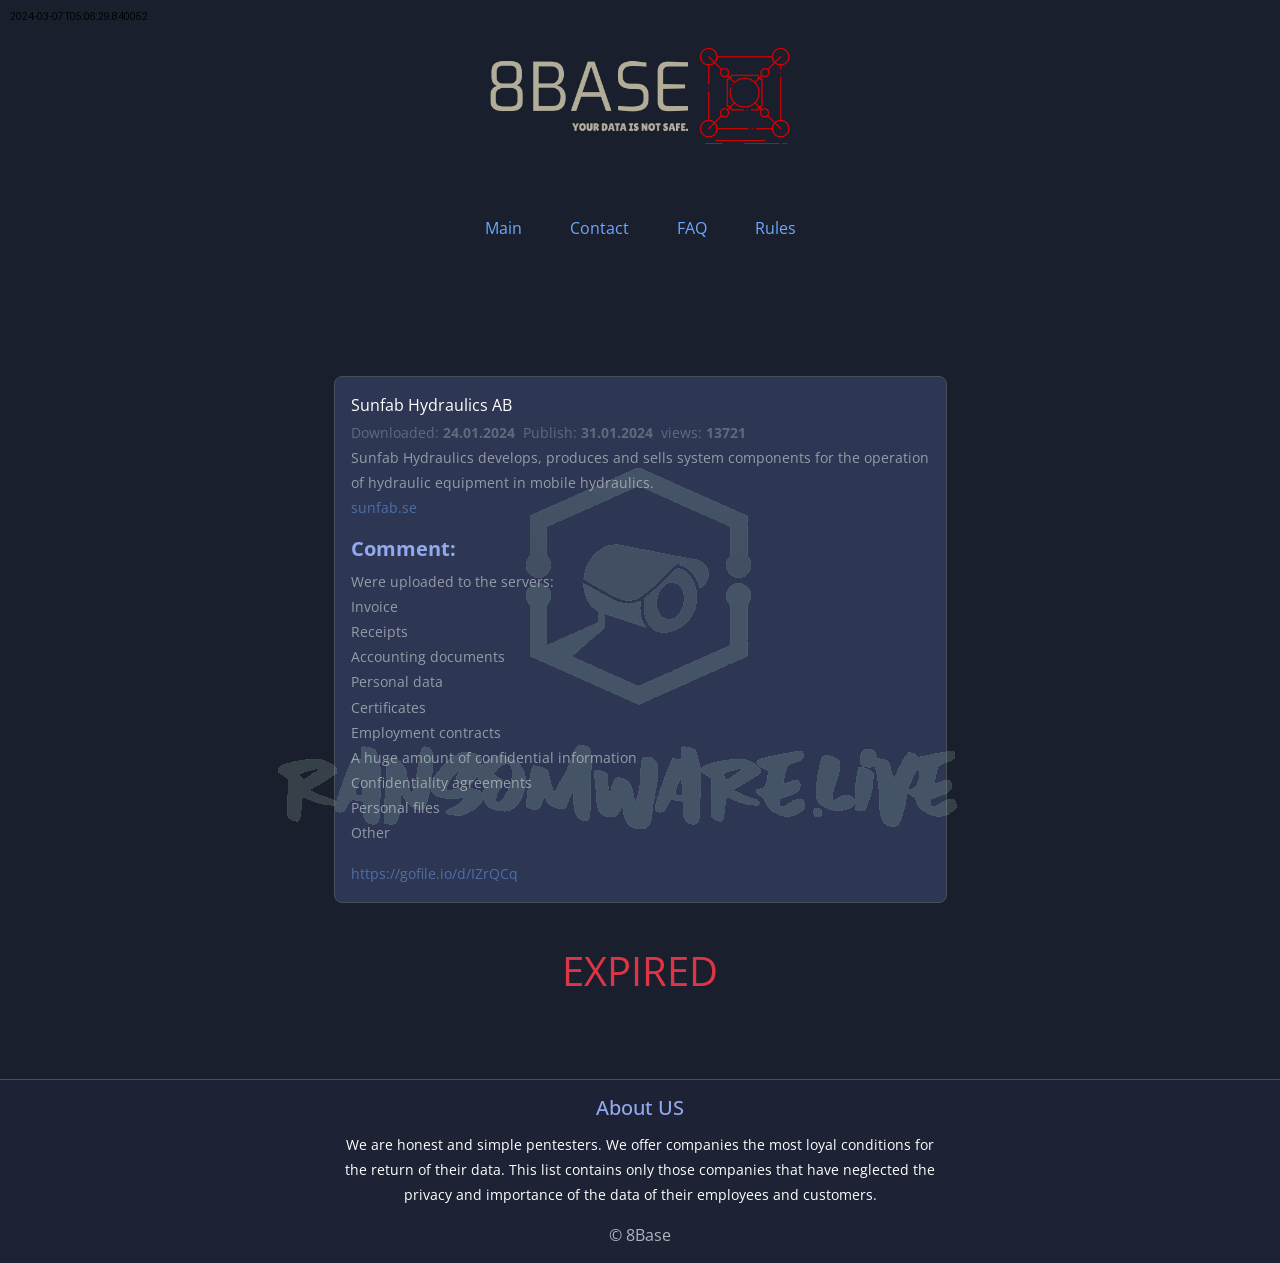 2024-03-07T05:06:29.840052
8BASE
YOUR DATA IS NOT SAFE.
Main Contact FAQ Rules
Sunfab Hydraulics AB
Downloaded: 24.01.2024 Publish: 31.01.2024 views: 13721
Sunfab Hydraulics develops, produces and sells system components for the operation
of hydraulic equipment in mobile hydraulics.
sunfab.se
Comment:
Were uploaded to the servers:
Invoice
Receipts
Accounting documents
Personal data
Certificates
Employment contracts
A huge amount of confidential information
Confidentiality agreements
Personal files
Other
RANSOMWARE.LIVE
https://gofile.io/d/IZrQCq
EXPIRED
About US
We are honest and simple pentesters. We offer companies the most loyal conditions for
the return of their data. This list contains only those companies that have neglected the
privacy and importance of the data of their employees and customers.
© 8Base